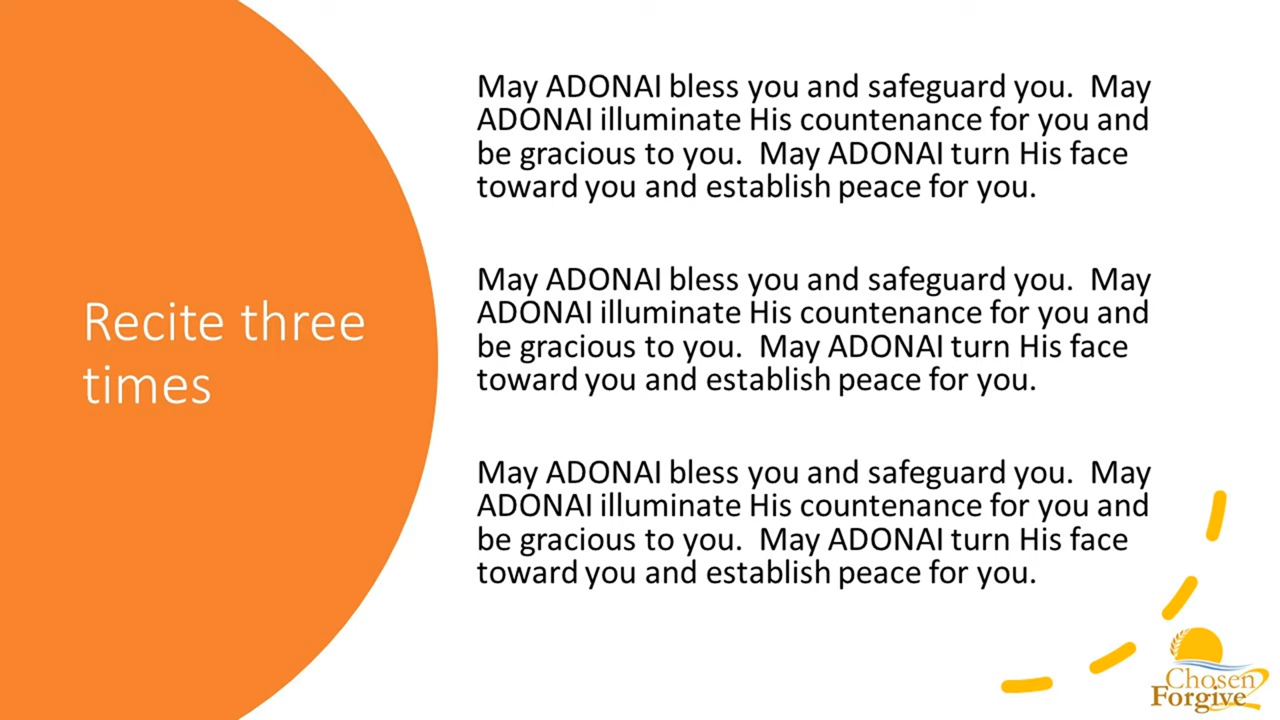 Recite three
times
May ADONAI bless you and safeguard you.  May
ADONAI illuminate His countenance for you and
be gracious to you.  May ADONAI turn His face
toward you and establish peace for you.
May ADONAI bless you and safeguard you.  May
ADONAI illuminate His countenance for you and
be gracious to you.  May ADONAI turn His face
toward you and establish peace for you.
May ADONAI bless you and safeguard you.  May
ADONAI illuminate His countenance for you and
be gracious to you.  May ADONAI turn His face
toward you and establish peace for you.
Chosen 2
Forgive